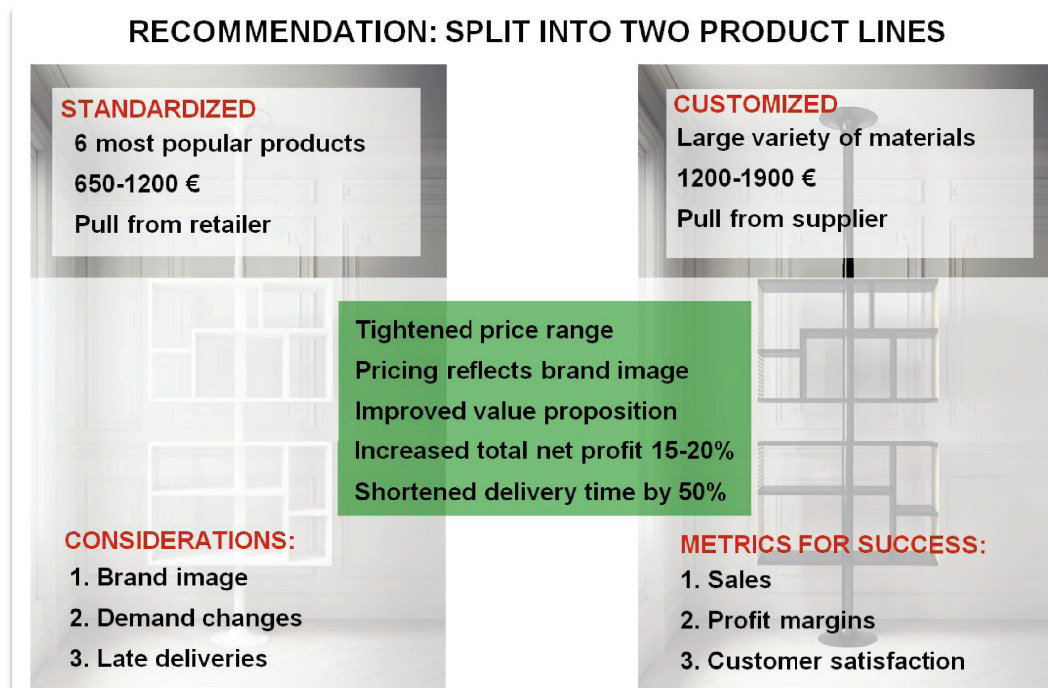 RECOMMENDATION: SPLIT INTO TWO PRODUCT LINES
STANDARDIZED
6 most popular products
650-1200 €
Pull from retailer
CUSTOMIZED
Large variety of materials
1200-1900 €
Pull from supplier
Tightened price range
Pricing reflects brand image
Improved value proposition
Increased total net profit 15-20%
Shortened delivery time by 50%
CONSIDERATIONS:
1. Brand image
2. Demand changes
3. Late deliveries
METRICS FOR SUCCESS:
1. Sales
2. Profit margins
3. Customer satisfaction